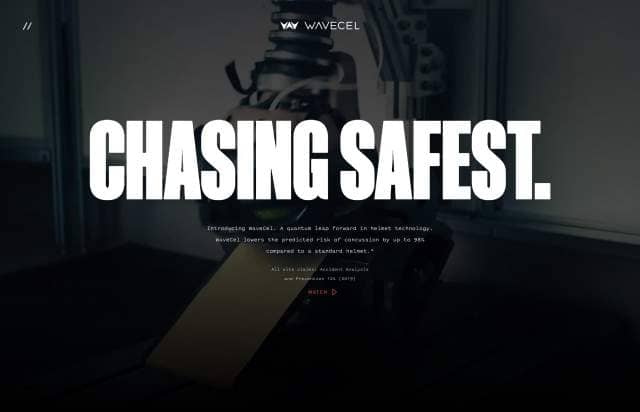 //
WAVECEL
CHASING SAFEST.
Introducing WaveCel. A quantum leap forward in helmet technology.
WaveCel lowers the predicted risk of concussion by up to 98%
compared to a standard helmet.*
All site claims: Accident Analysis
and Prevention 124 (2019)
WATCH